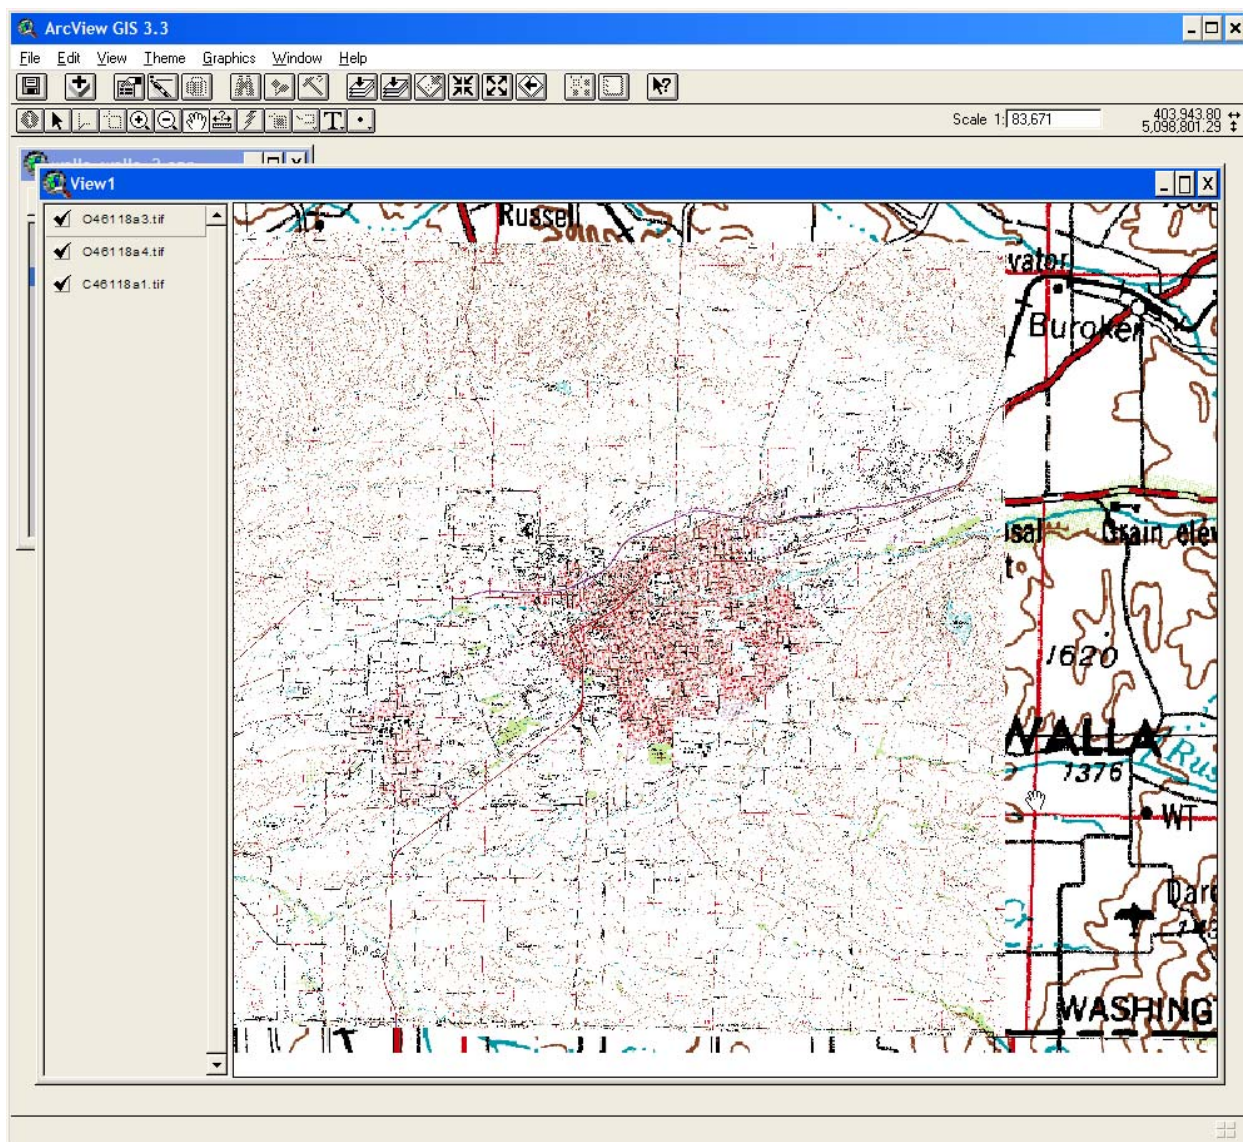 ArcView GIS 3.3
File Edit View Theme Graphics Window Help
Scale 1: 83,671
403,943.80
5,098,801.29
View1
O46118a3.tif
O46118a4.tif
C46118a1.tif
Russell
vator
Buroker
Grain elev
1620
WALLA
1376
WT
WASHING